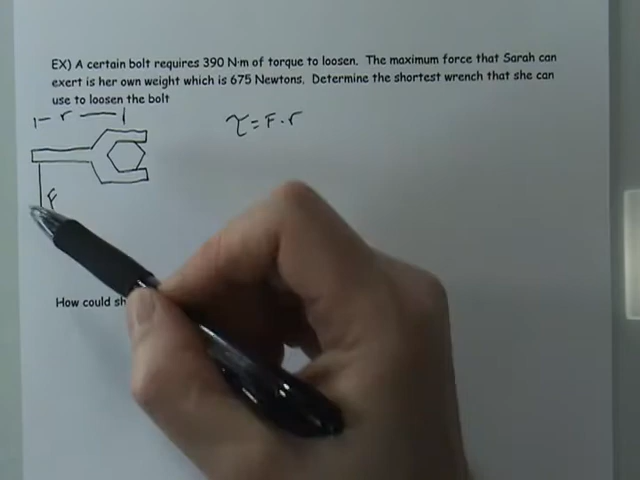 EX) A certain bolt requires 390 N·m of torque to loosen. The maximum force that Sarah can
exert is her own weight which is 675 Newtons. Determine the shortest wrench that she can
use to loosen the bolt
r
τ = F · r
F
How could